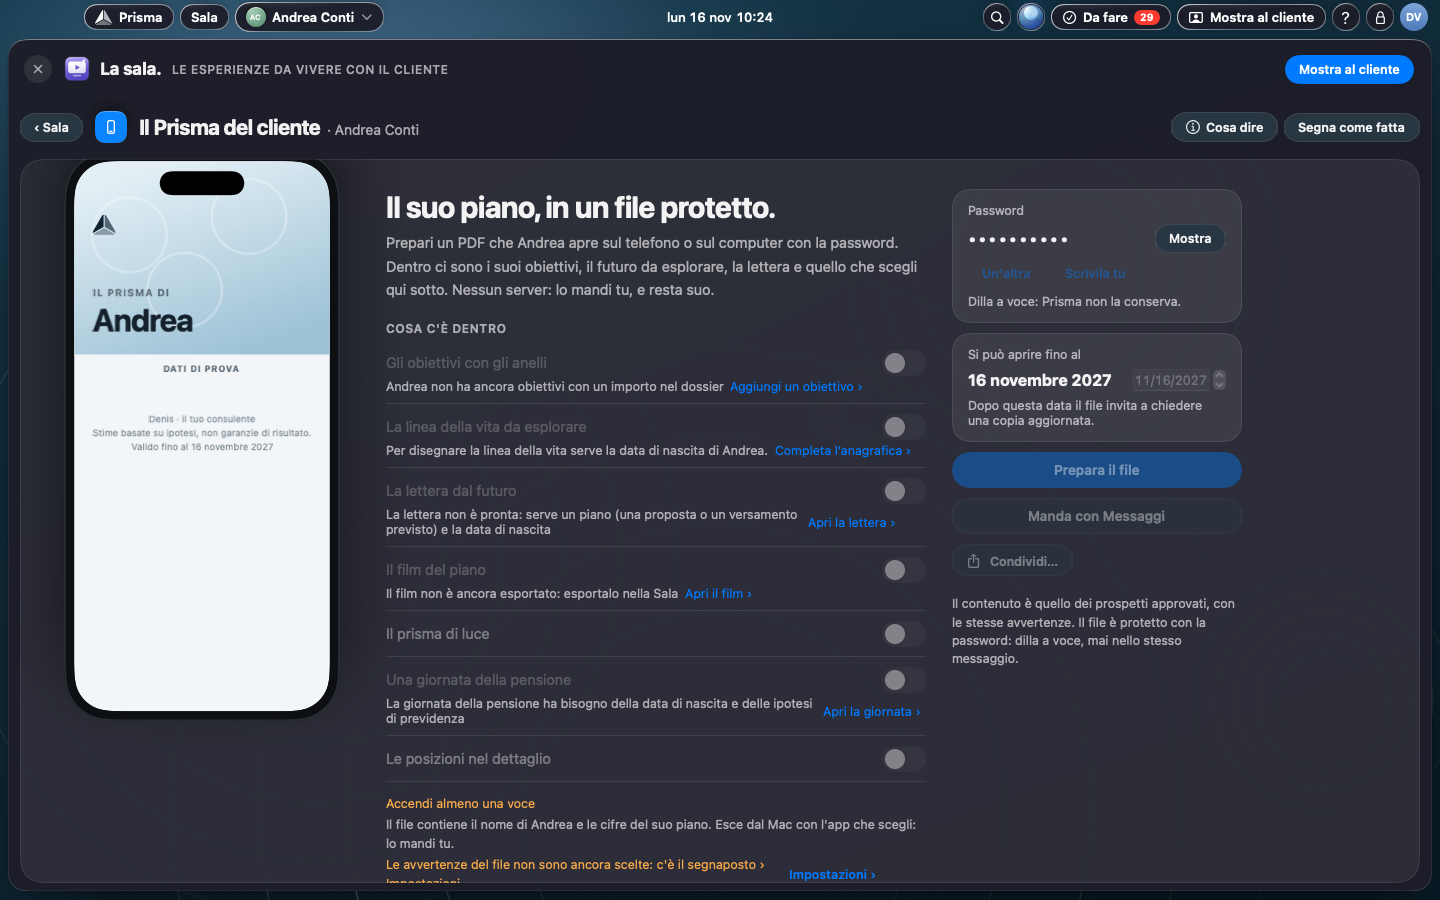 Prisma
Sala
AC Andrea Conti
lun 16 nov 10:24
Da fare 29
Mostra al cliente
?
DV
La sala. LE ESPERIENZE DA VIVERE CON IL CLIENTE
Mostra al cliente
‹ Sala
Il Prisma del cliente · Andrea Conti
Cosa dire
Segna come fatta
IL PRISMA DI
Andrea
DATI DI PROVA
Denis · il tuo consulente
Stime basate su ipotesi, non garanzie di risultato.
Valido fino al 16 novembre 2027
Il suo piano, in un file protetto.
Prepari un PDF che Andrea apre sul telefono o sul computer con la password.
Dentro ci sono i suoi obiettivi, il futuro da esplorare, la lettera e quello che scegli
qui sotto. Nessun server: lo mandi tu, e resta suo.
COSA C'È DENTRO
Gli obiettivi con gli anelli
Andrea non ha ancora obiettivi con un importo nel dossier Aggiungi un obiettivo ›
La linea della vita da esplorare
Per disegnare la linea della vita serve la data di nascita di Andrea. Completa l'anagrafica ›
La lettera dal futuro
La lettera non è pronta: serve un piano (una proposta o un versamento
previsto) e la data di nascita
Apri la lettera ›
Il film del piano
Il film non è ancora esportato: esportalo nella Sala Apri il film ›
Il prisma di luce
Una giornata della pensione
La giornata della pensione ha bisogno della data di nascita e delle ipotesi
di previdenza
Apri la giornata ›
Le posizioni nel dettaglio
Accendi almeno una voce
Il file contiene il nome di Andrea e le cifre del suo piano. Esce dal Mac con l'app che scegli:
lo mandi tu.
Le avvertenze del file non sono ancora scelte: c'è il segnaposto ›
Impostazioni
Impostazioni ›
Password
••••••••••
Mostra
Un'altra
Scrivila tu
Dilla a voce: Prisma non la conserva.
Si può aprire fino al
16 novembre 2027
11/16/2027
Dopo questa data il file invita a chiedere
una copia aggiornata.
Prepara il file
Manda con Messaggi
Condividi...
Il contenuto è quello dei prospetti approvati, con
le stesse avvertenze. Il file è protetto con la
password: dilla a voce, mai nello stesso
messaggio.